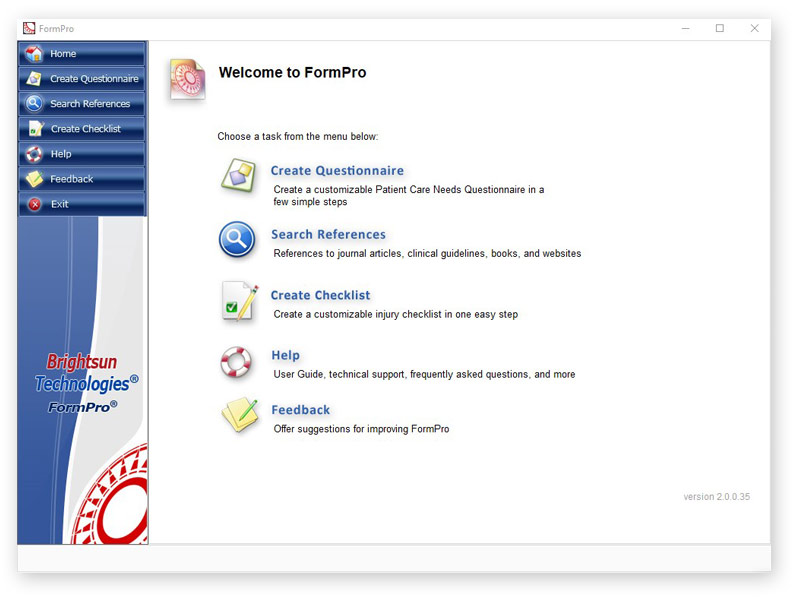 FormPro
Home
Create Questionnaire
Search References
Create Checklist
Help
Feedback
Exit
Brightsun
Technologies®
FormPro®
Welcome to FormPro
Choose a task from the menu below:
Create Questionnaire
Create a customizable Patient Care Needs Questionnaire in a
few simple steps
Search References
References to journal articles, clinical guidelines, books, and websites
Create Checklist
Create a customizable injury checklist in one easy step
Help
User Guide, technical support, frequently asked questions, and more
Feedback
Offer suggestions for improving FormPro
version 2.0.0.35